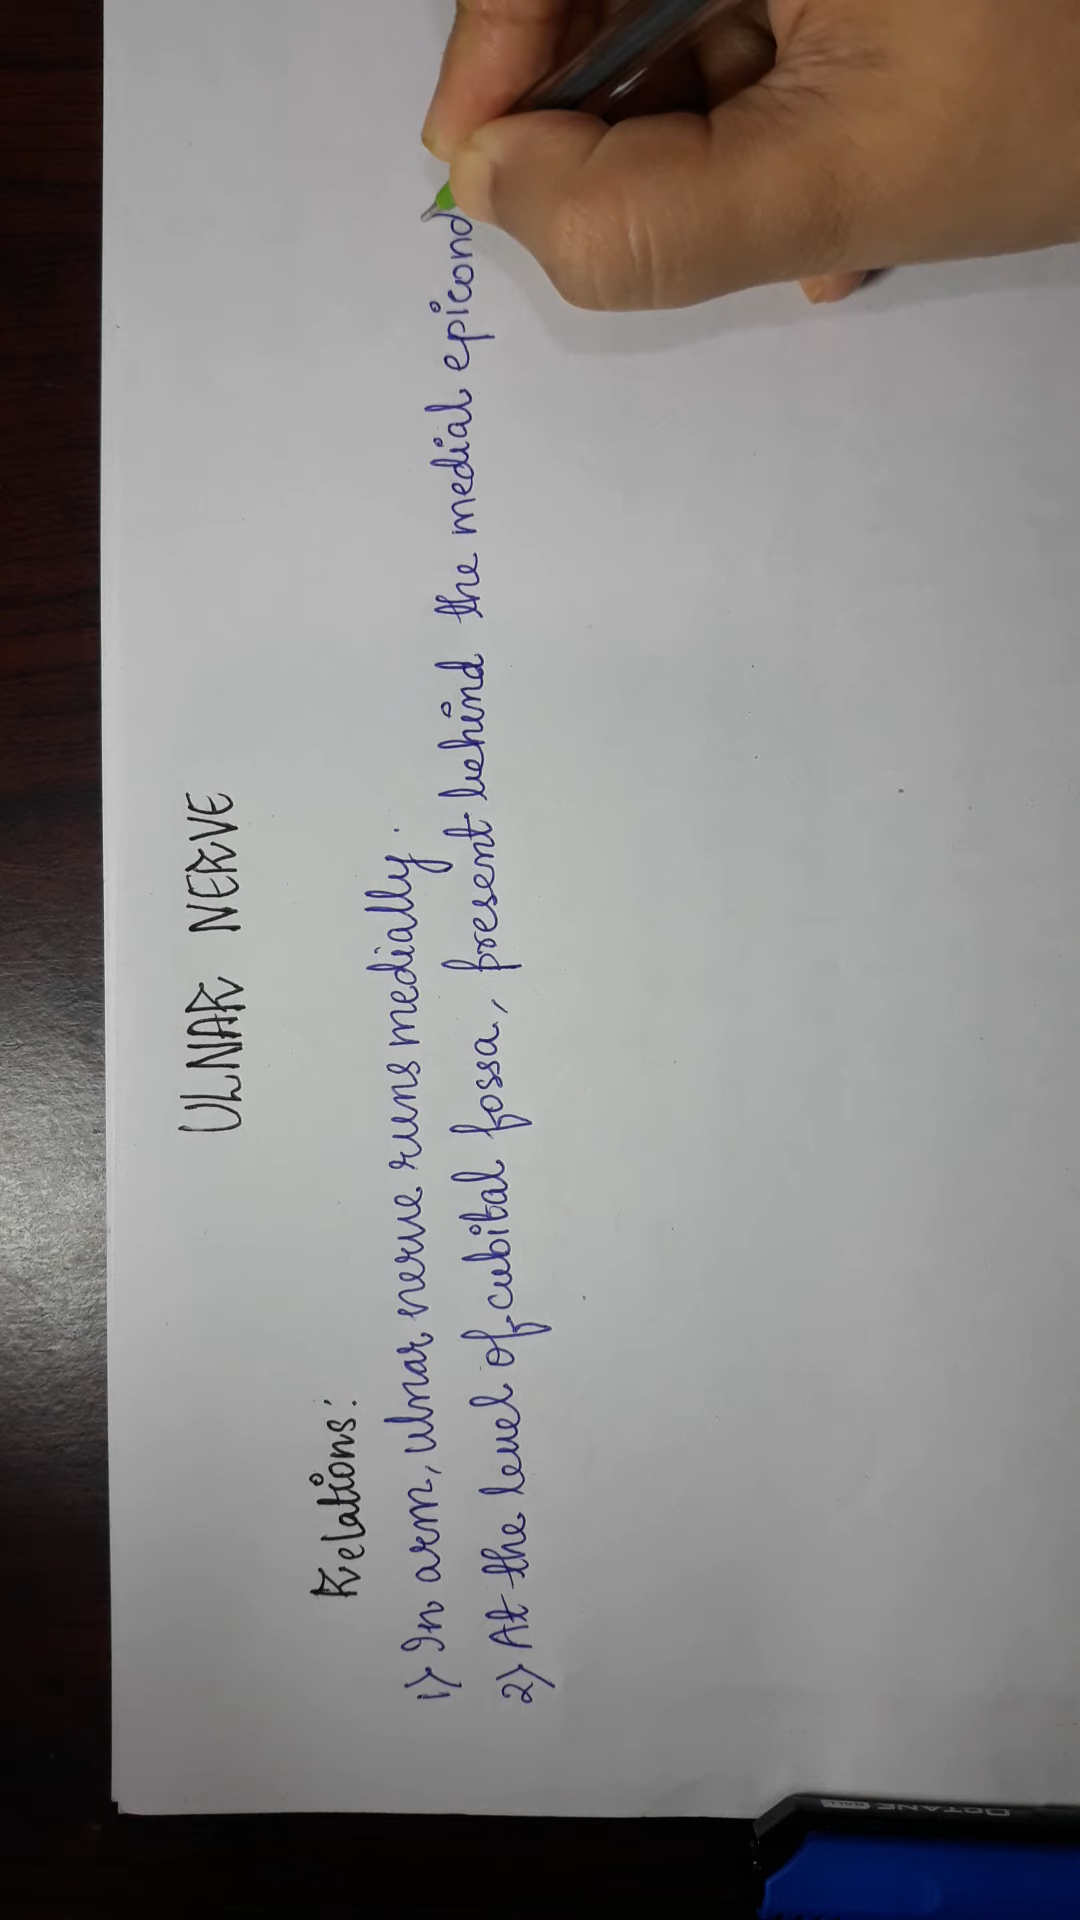 ULNAR NERVE
Relations:
1) In arm, ulnar nerve runs medially.
2) At the level of cubital fossa, present behind the medial epicond
OCTANE